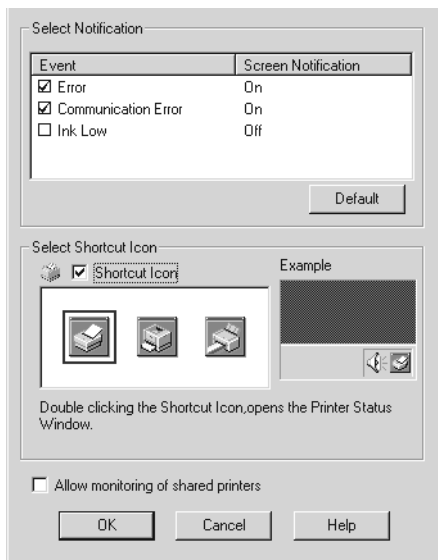 Select Notification
Event Screen Notification
Error On
Communication Error On
Ink Low Off
Default
Select Shortcut Icon
Shortcut Icon
Example
Double clicking the Shortcut Icon,opens the Printer Status
Window.
Allow monitoring of shared printers
OK Cancel Help